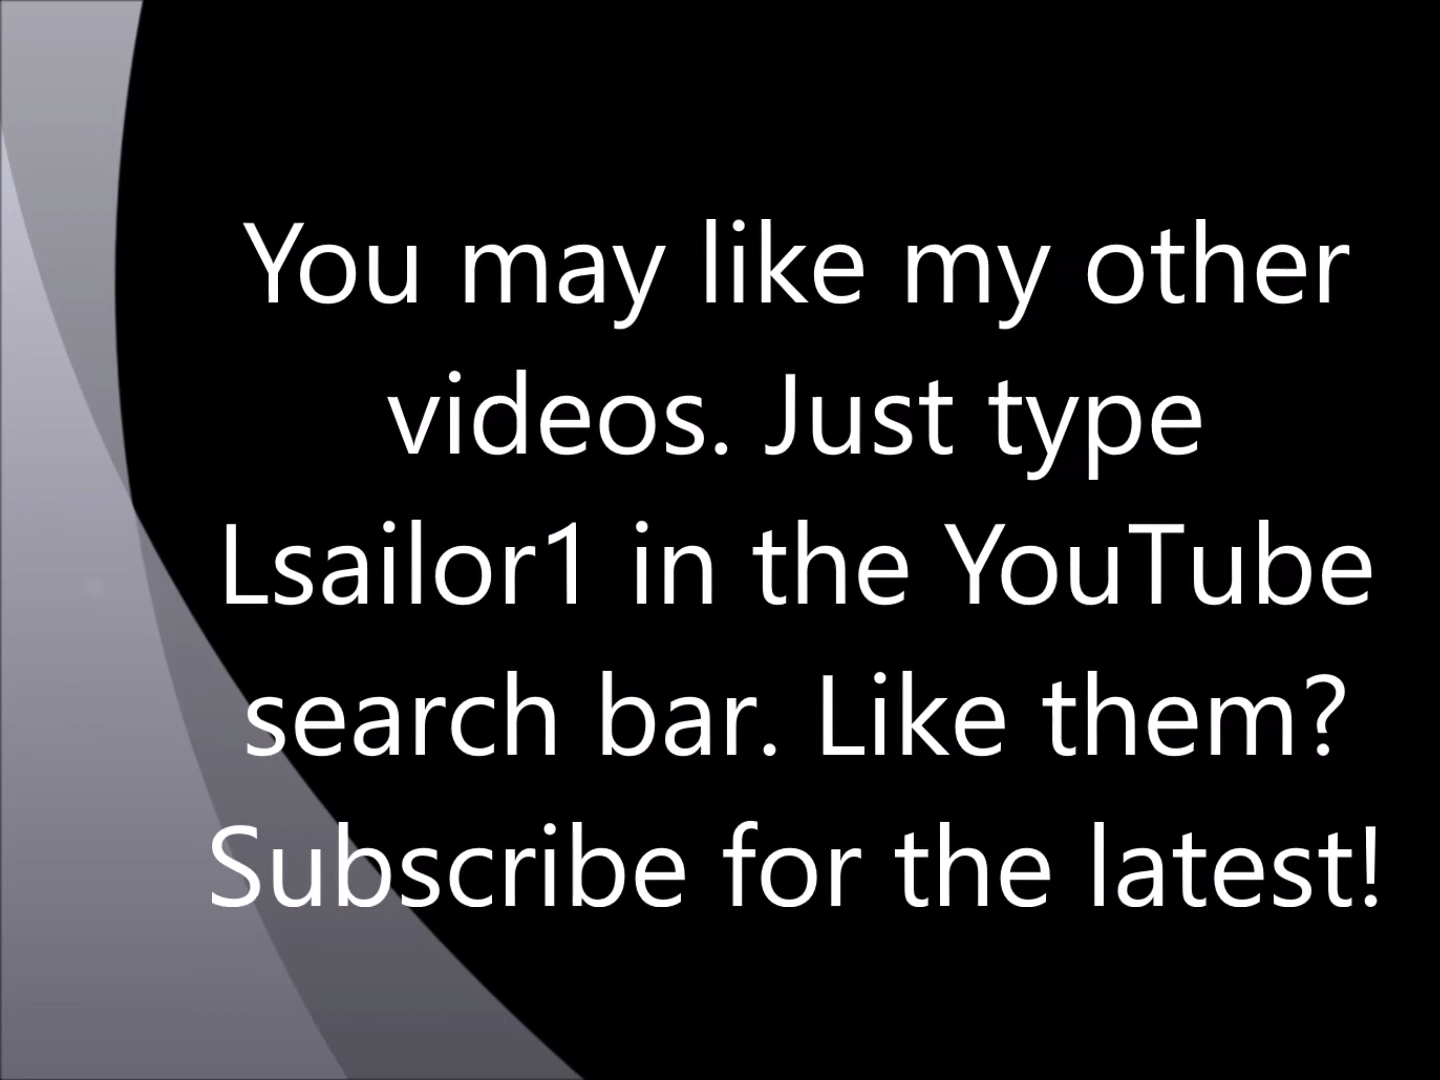 You may like my other
videos. Just type
Lsailor1 in the YouTube
search bar. Like them?
Subscribe for the latest!